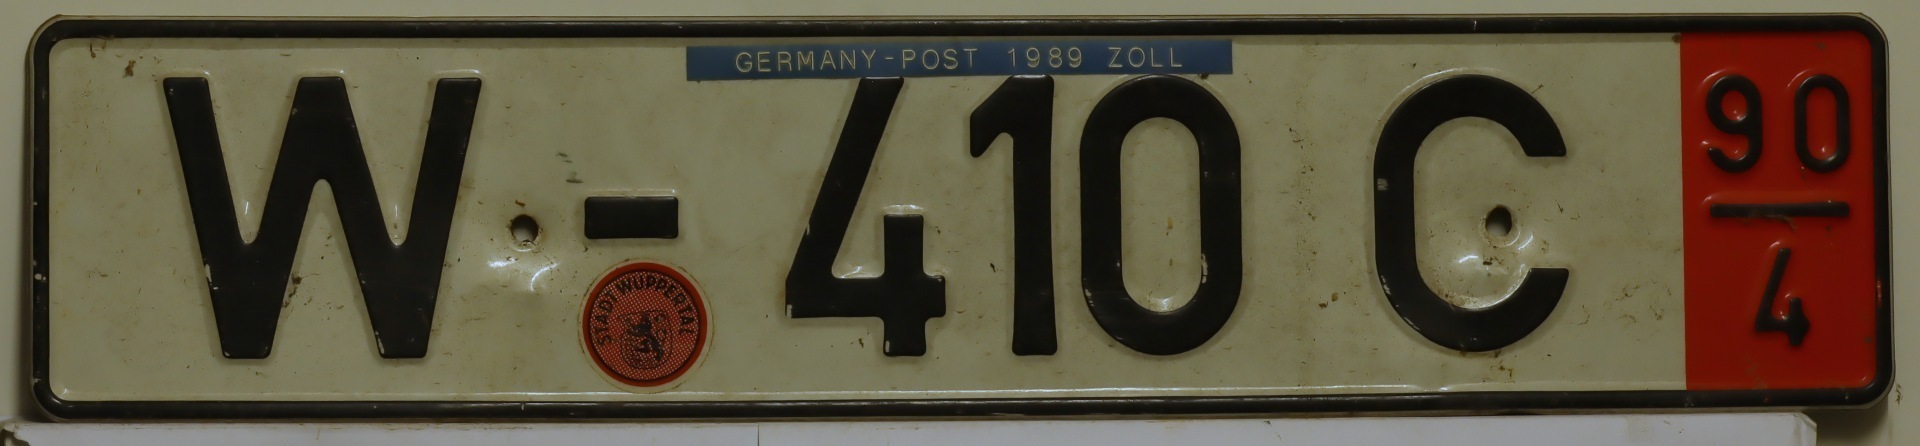 GERMANY-POST 1989 ZOLL
W - 410 C
90
4
STADT WUPPERTAL